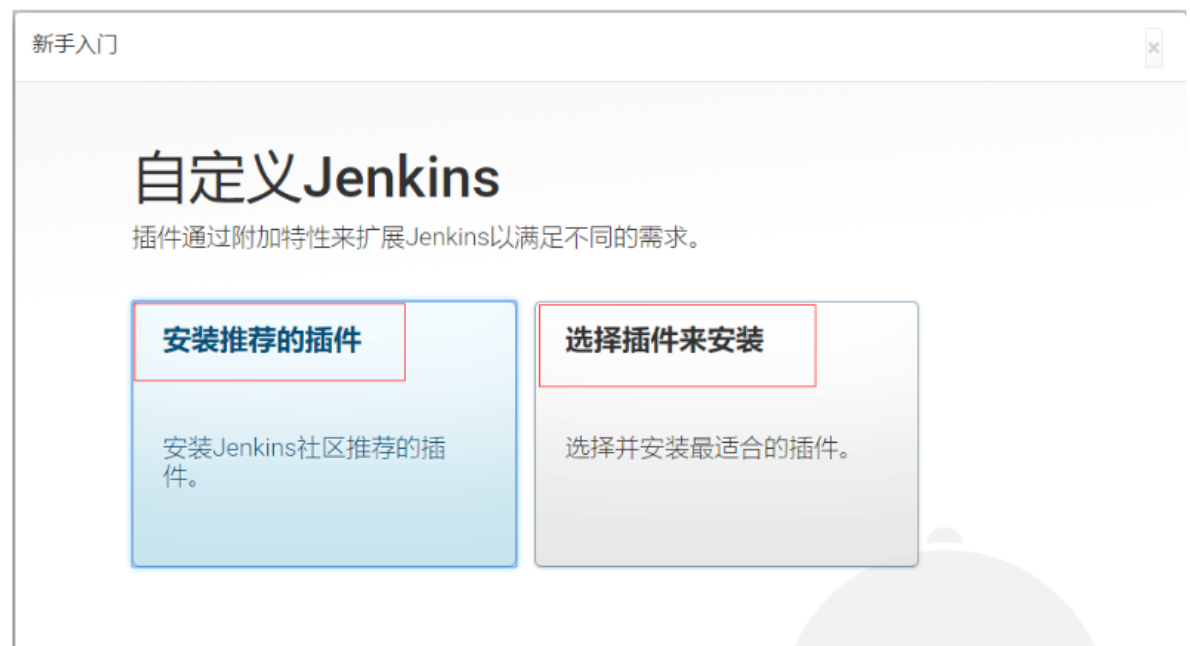 新手入门
×
自定义Jenkins
插件通过附加特性来扩展Jenkins以满足不同的需求。
安装推荐的插件
安装Jenkins社区推荐的插
件。
选择插件来安装
选择并安装最适合的插件。